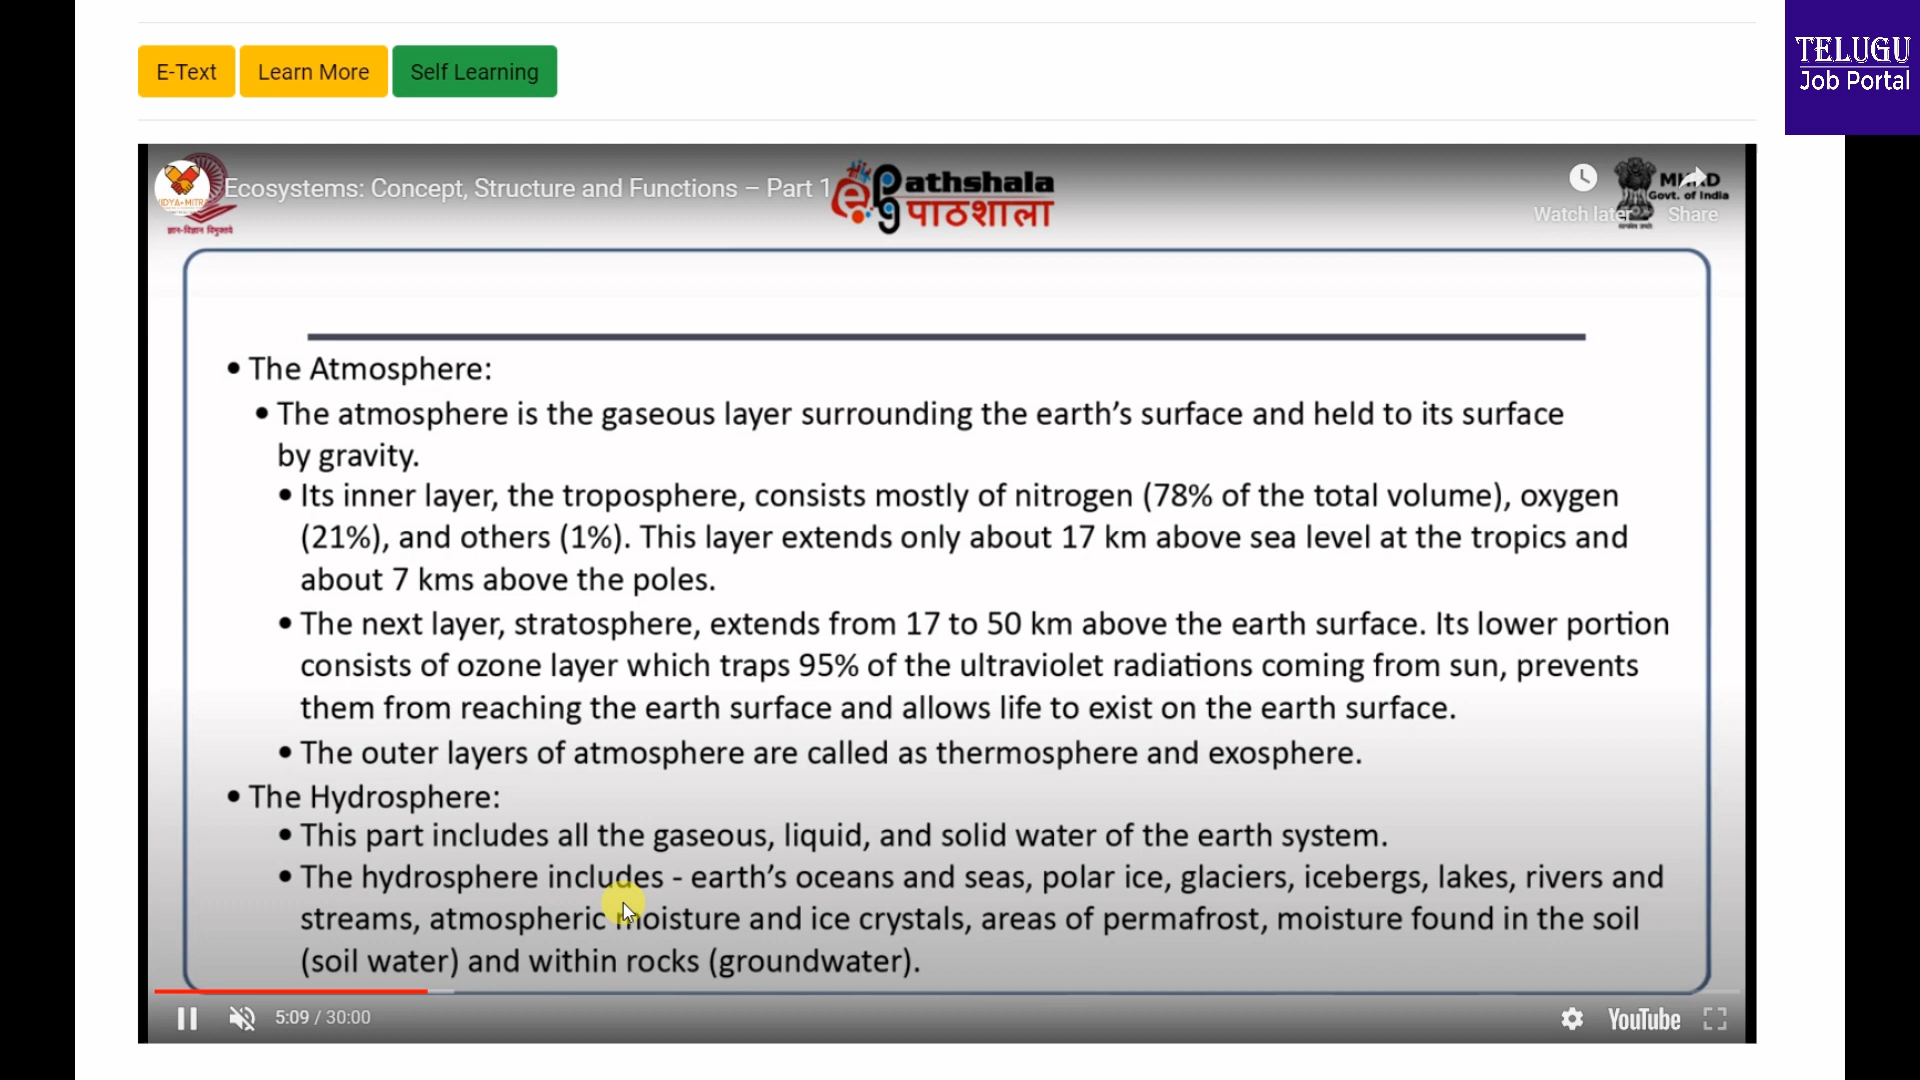 E-Text Learn More Self Learning
TELUGU
Job Portal
Ecosystems: Concept, Structure and Functions – Part 1
athshala
पाठशाला
Govt. of India
Watch later Share
ज्ञान-विज्ञान विमुक्तये
• The Atmosphere:
• The atmosphere is the gaseous layer surrounding the earth's surface and held to its surface
by gravity.
• Its inner layer, the troposphere, consists mostly of nitrogen (78% of the total volume), oxygen
(21%), and others (1%). This layer extends only about 17 km above sea level at the tropics and
about 7 kms above the poles.
• The next layer, stratosphere, extends from 17 to 50 km above the earth surface. Its lower portion
consists of ozone layer which traps 95% of the ultraviolet radiations coming from sun, prevents
them from reaching the earth surface and allows life to exist on the earth surface.
• The outer layers of atmosphere are called as thermosphere and exosphere.
• The Hydrosphere:
• This part includes all the gaseous, liquid, and solid water of the earth system.
• The hydrosphere includes - earth's oceans and seas, polar ice, glaciers, icebergs, lakes, rivers and
streams, atmospheric moisture and ice crystals, areas of permafrost, moisture found in the soil
(soil water) and within rocks (groundwater).
5:09 / 30:00
YouTube